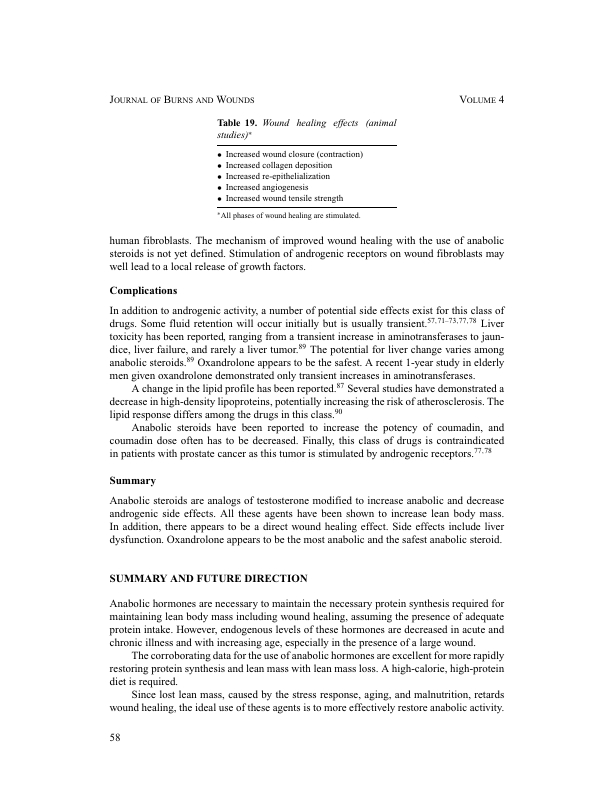 JOURNAL OF BURNS AND WOUNDS VOLUME 4
Table 19. Wound healing effects (animal
studies)*
• Increased wound closure (contraction)
• Increased collagen deposition
• Increased re-epithelialization
• Increased angiogenesis
• Increased wound tensile strength
*All phases of wound healing are stimulated.
human fibroblasts. The mechanism of improved wound healing with the use of anabolic
steroids is not yet defined. Stimulation of androgenic receptors on wound fibroblasts may
well lead to a local release of growth factors.
Complications
In addition to androgenic activity, a number of potential side effects exist for this class of
drugs. Some fluid retention will occur initially but is usually transient.57,71–73,77,78 Liver
toxicity has been reported, ranging from a transient increase in aminotransferases to jaun-
dice, liver failure, and rarely a liver tumor.89 The potential for liver change varies among
anabolic steroids.89 Oxandrolone appears to be the safest. A recent 1-year study in elderly
men given oxandrolone demonstrated only transient increases in aminotransferases.
A change in the lipid profile has been reported.87 Several studies have demonstrated a
decrease in high-density lipoproteins, potentially increasing the risk of atherosclerosis. The
lipid response differs among the drugs in this class.90
Anabolic steroids have been reported to increase the potency of coumadin, and
coumadin dose often has to be decreased. Finally, this class of drugs is contraindicated
in patients with prostate cancer as this tumor is stimulated by androgenic receptors.77,78
Summary
Anabolic steroids are analogs of testosterone modified to increase anabolic and decrease
androgenic side effects. All these agents have been shown to increase lean body mass.
In addition, there appears to be a direct wound healing effect. Side effects include liver
dysfunction. Oxandrolone appears to be the most anabolic and the safest anabolic steroid.
SUMMARY AND FUTURE DIRECTION
Anabolic hormones are necessary to maintain the necessary protein synthesis required for
maintaining lean body mass including wound healing, assuming the presence of adequate
protein intake. However, endogenous levels of these hormones are decreased in acute and
chronic illness and with increasing age, especially in the presence of a large wound.
The corroborating data for the use of anabolic hormones are excellent for more rapidly
restoring protein synthesis and lean mass with lean mass loss. A high-calorie, high-protein
diet is required.
Since lost lean mass, caused by the stress response, aging, and malnutrition, retards
wound healing, the ideal use of these agents is to more effectively restore anabolic activity.
58